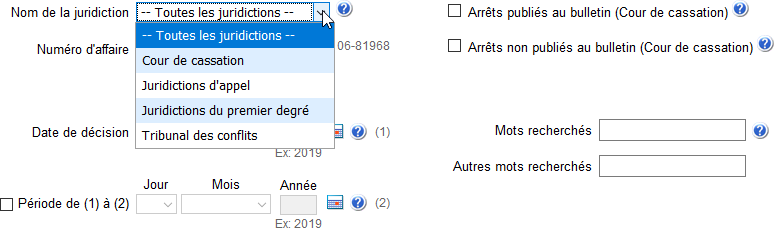 Nom de la juridiction -- Toutes les juridictions --
-- Toutes les juridictions --
Cour de cassation
Juridictions d'appel
Juridictions du premier degré
Tribunal des conflits
Numéro d'affaire 06-81968
Date de décision (1)
Ex: 2019
Jour Mois Année
Période de (1) à (2) (2)
Ex: 2019
Arrêts publiés au bulletin (Cour de cassation)
Arrêts non publiés au bulletin (Cour de cassation)
Mots recherchés
Autres mots recherchés